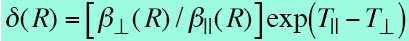 δ(R) = [β⊥(R) / β∥(R)] exp(T∥ − T⊥)